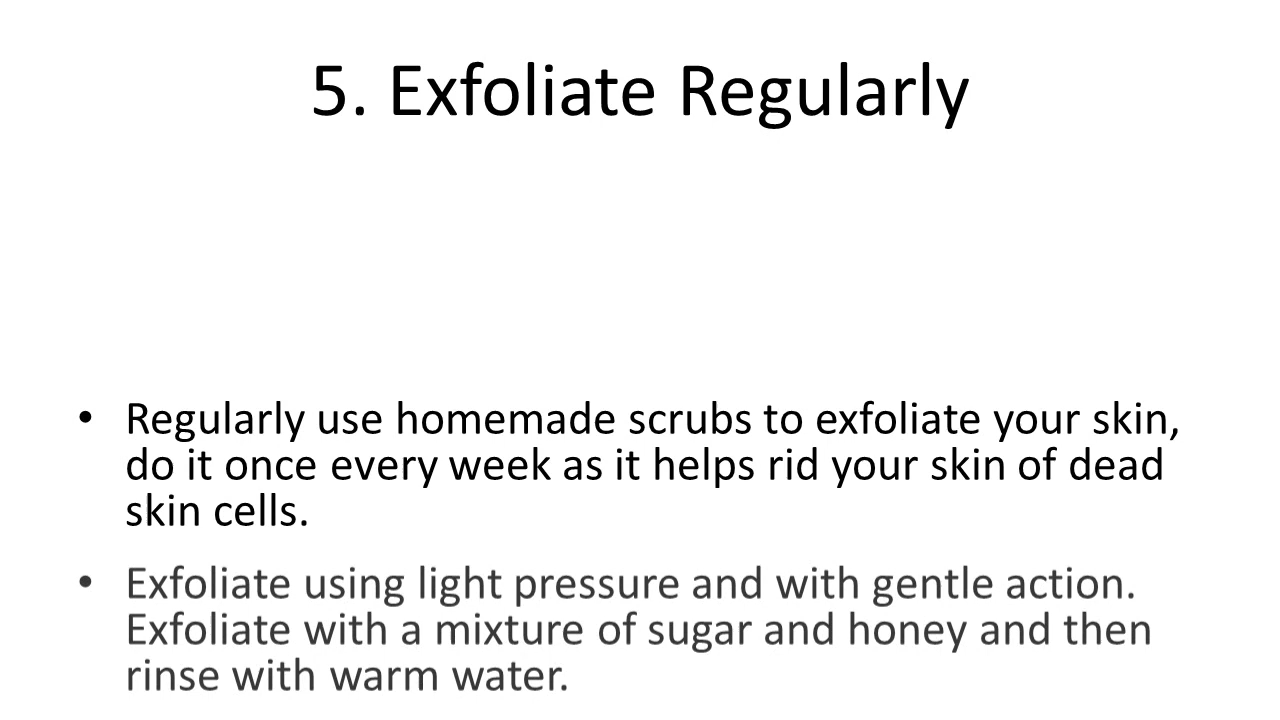 5. Exfoliate Regularly
• Regularly use homemade scrubs to exfoliate your skin,
do it once every week as it helps rid your skin of dead
skin cells.
• Exfoliate using light pressure and with gentle action.
Exfoliate with a mixture of sugar and honey and then
rinse with warm water.